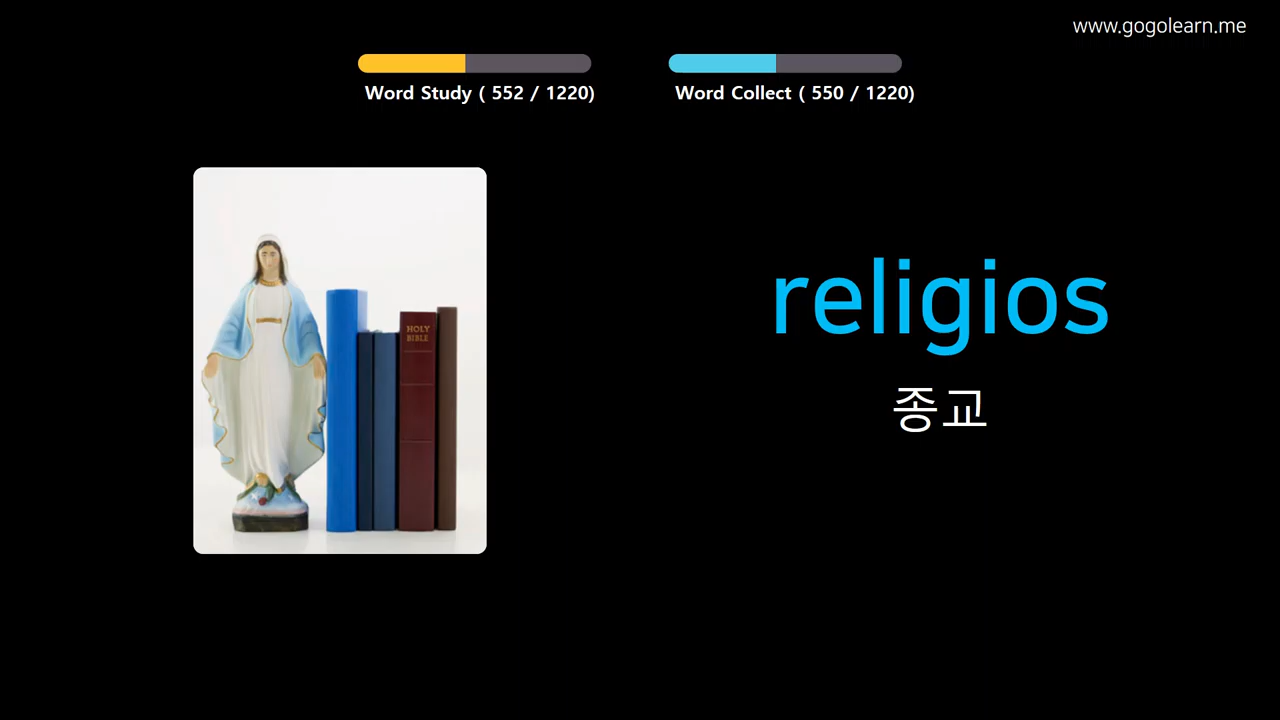 www.gogolearn.me
Word Study ( 552 / 1220)
Word Collect ( 550 / 1220)
HOLY
BIBLE
religios
종교